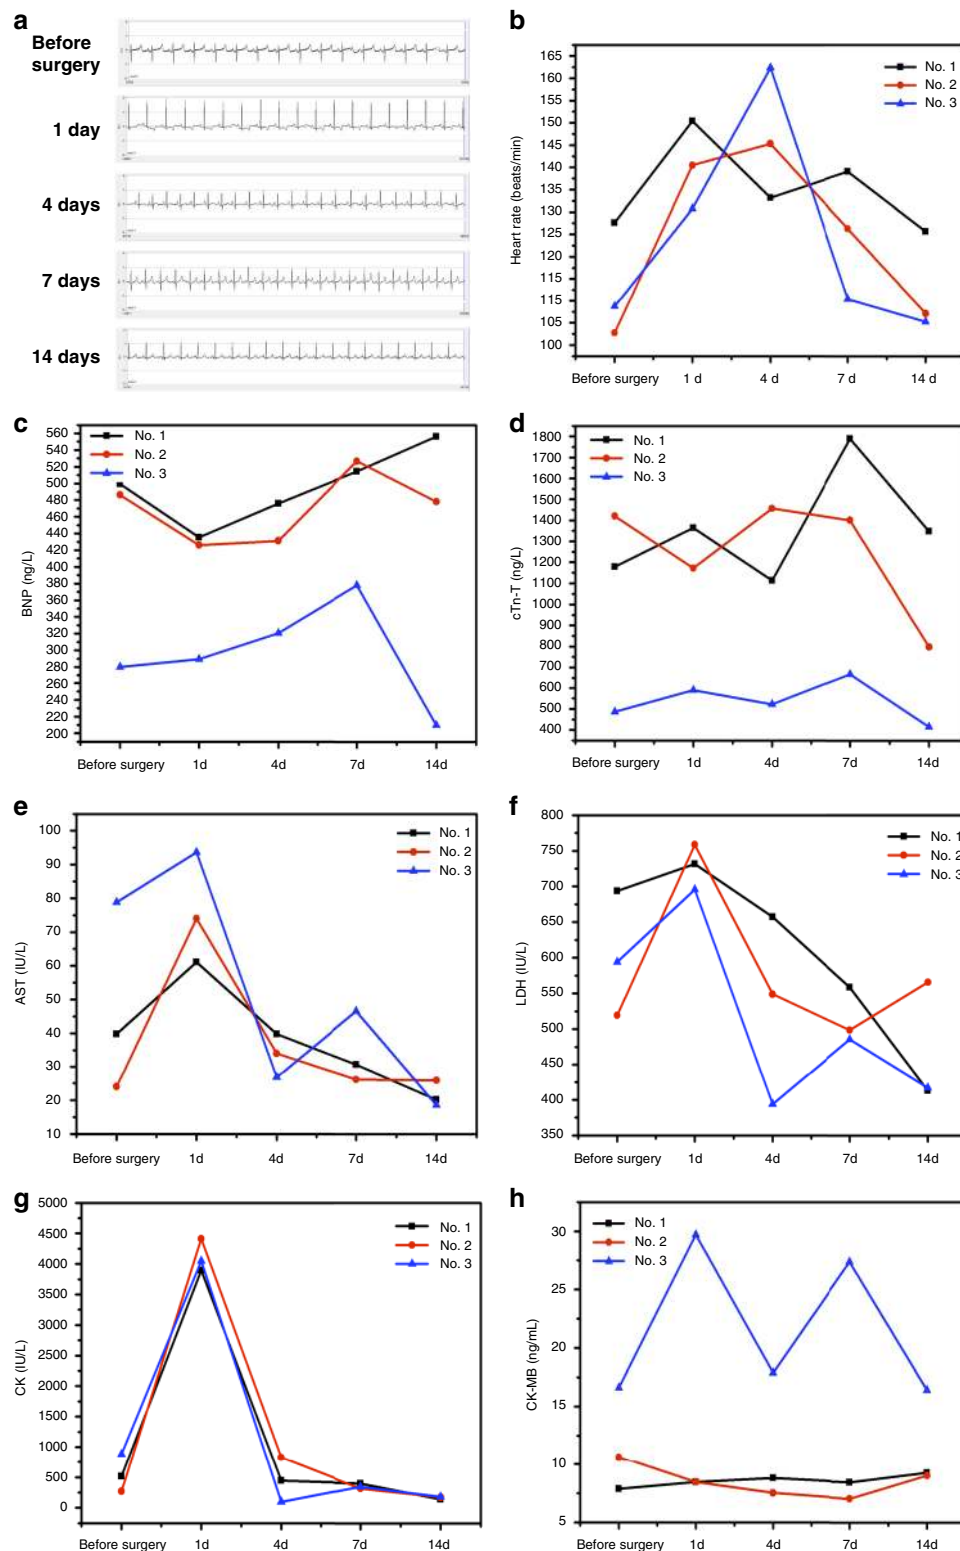 a
Before
surgery
1 day
4 days
7 days
14 days
b
Heart rate (beats/min)
165
160
155
150
145
140
135
130
125
120
115
115
105
100
Before surgery 1 d 4 d 7 d 14 d
No. 1
No. 2
No. 3
c
BNP (ng/L)
560
540
520
500
480
460
440
420
400
380
360
340
320
300
280
260
240
220
200
Before surgery 1d 4d 7d 14d
No. 1
No. 2
No. 3
d
cTn-T (ng/L)
1800
1700
1600
1500
1400
1300
1200
1100
1000
900
800
700
600
500
400
Before surgery 1d 4d 7d 14d
No. 1
No. 2
No. 3
e
AST (IU/L)
100
90
80
70
60
50
40
30
20
10
Before surgery 1d 4d 7d 14d
No. 1
No. 2
No. 3
f
LDH (IU/L)
800
750
700
650
600
550
500
450
400
350
Before surgery 1d 4d 7d 14d
No. 1
No. 2
No. 3
g
CK (IU/L)
5000
4500
4000
3500
3000
2500
2000
1500
1000
500
0
Before surgery 1d 4d 7d 14d
No. 1
No. 2
No. 3
h
CK-MB (ng/mL)
30
25
20
15
10
5
Before surgery 1d 4d 7d 14d
No. 1
No. 2
No. 3